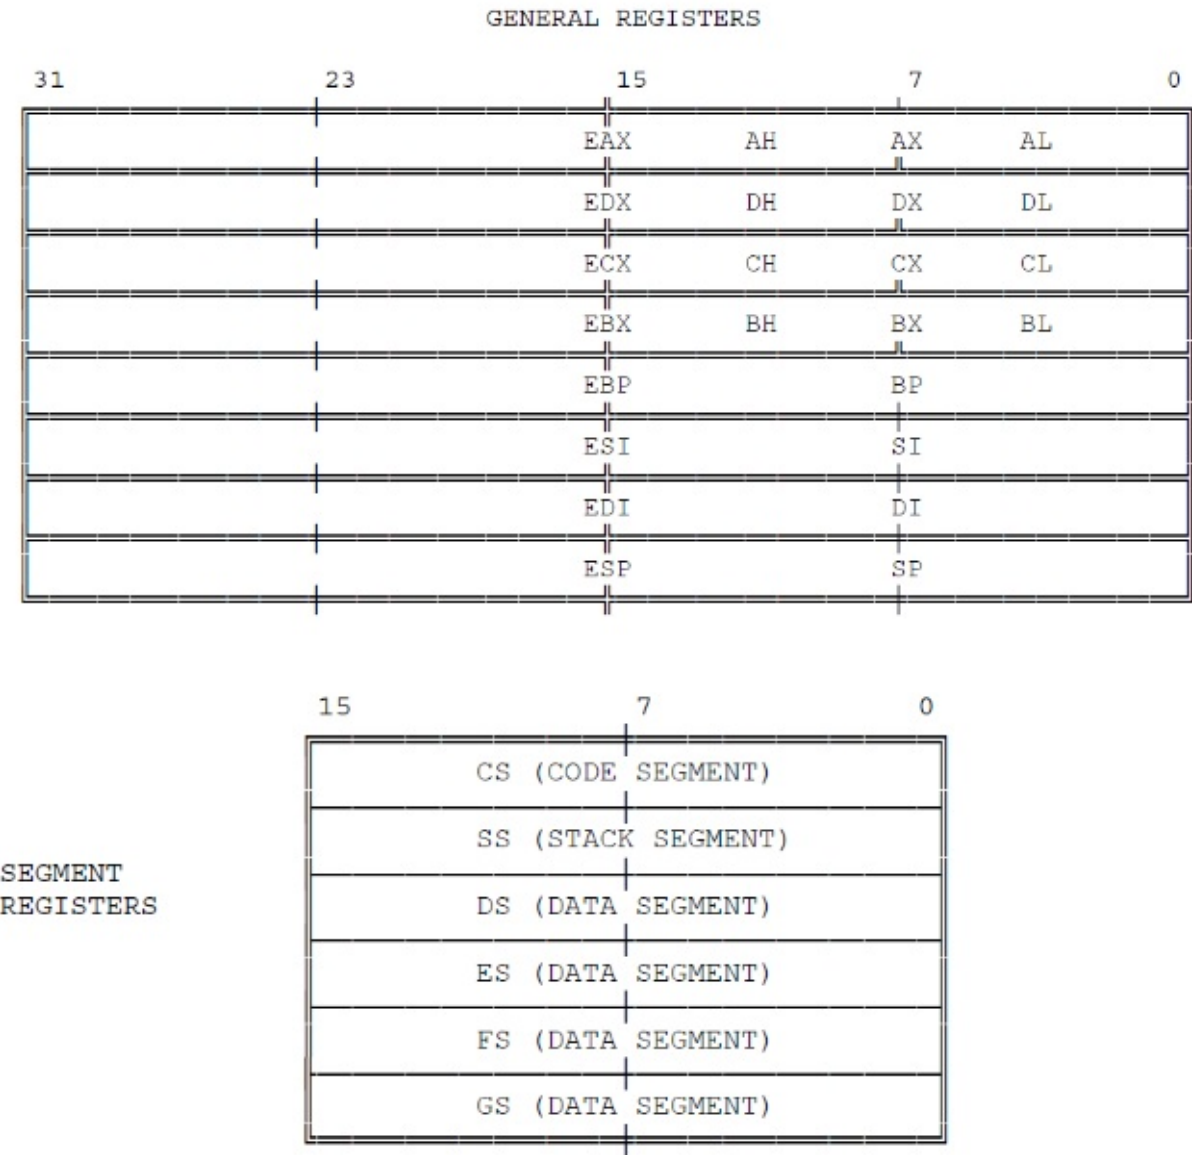 GENERAL REGISTERS
31 23 15 7 0
EAX AH AX AL
EDX DH DX DL
ECX CH CX CL
EBX BH BX BL
EBP BP
ESI SI
EDI DI
ESP SP
15 7 0
CS (CODE SEGMENT)
SS (STACK SEGMENT)
SEGMENT
REGISTERS
DS (DATA SEGMENT)
ES (DATA SEGMENT)
FS (DATA SEGMENT)
GS (DATA SEGMENT)